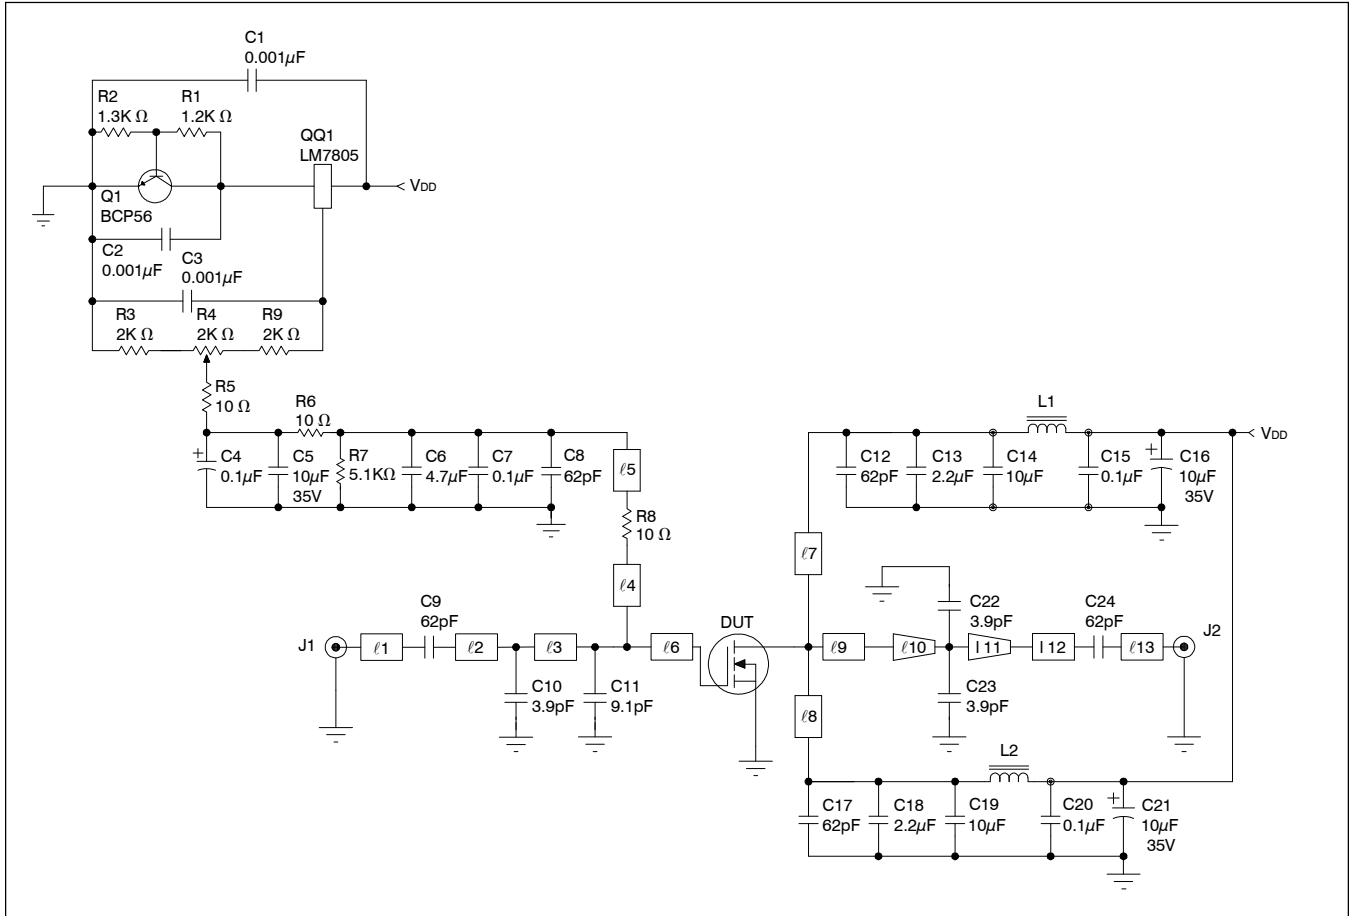 C1
0.001µF
R2
1.3K Ω
R1
1.2K Ω
QQ1
LM7805
VDD
Q1
BCP56
C2
0.001µF
C3
0.001µF
R3
2K Ω
R4
2K Ω
R9
2K Ω
R5
10 Ω
R6
10 Ω
+
C4
0.1µF
C5
10µF
35V
R7
5.1KΩ
C6
4.7µF
C7
0.1µF
C8
62pF
ℓ5
R8
10 Ω
ℓ4
L1
VDD
C12
62pF
C13
2.2µF
C14
10µF
C15
0.1µF
+
C16
10µF
35V
ℓ7
J1
ℓ1
C9
62pF
ℓ2
ℓ3
C10
3.9pF
C11
9.1pF
ℓ6
DUT
ℓ9
ℓ10
C22
3.9pF
C23
3.9pF
l 11
l 12
C24
62pF
ℓ13
J2
ℓ8
L2
C17
62pF
C18
2.2µF
C19
10µF
C20
0.1µF
+
C21
10µF
35V